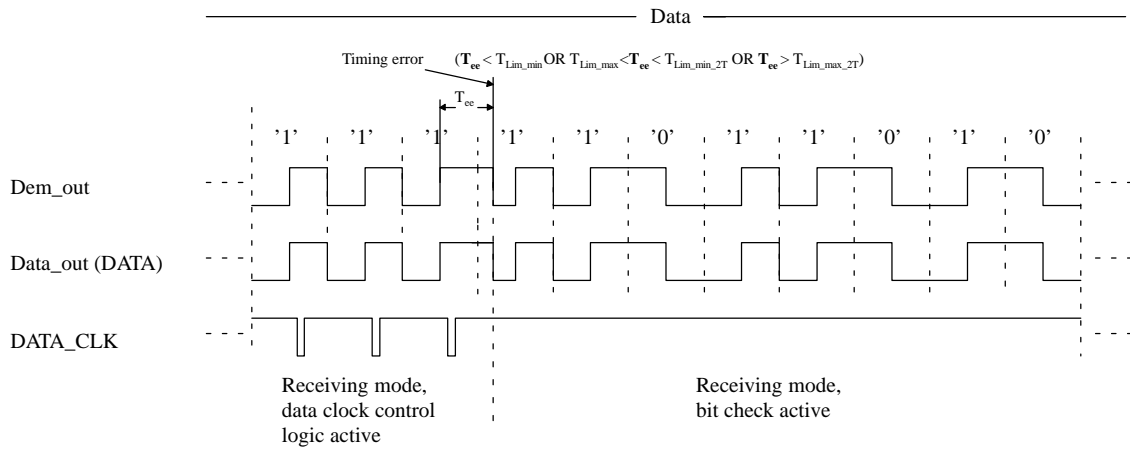 Data
Timing error (Tee < TLim_min OR TLim_max<Tee < TLim_min_2T OR Tee > TLim_max_2T)
Tee
'1' '1' '1' '1' '1' '0' '1' '1' '0' '1' '0'
Dem_out
Data_out (DATA)
DATA_CLK
Receiving mode,
data clock control
logic active
Receiving mode,
bit check active